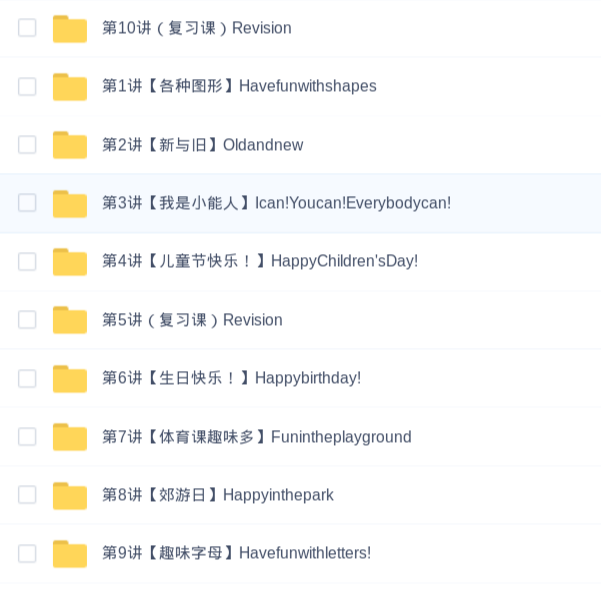 第10讲（复习课）Revision
第1讲【各种图形】Havefunwithshapes
第2讲【新与旧】Oldandnew
第3讲【我是小能人】Ican!Youcan!Everybodycan!
第4讲【儿童节快乐！】HappyChildren'sDay!
第5讲（复习课）Revision
第6讲【生日快乐！】Happybirthday!
第7讲【体育课趣味多】Funintheplayground
第8讲【郊游日】Happyinthepark
第9讲【趣味字母】Havefunwithletters!